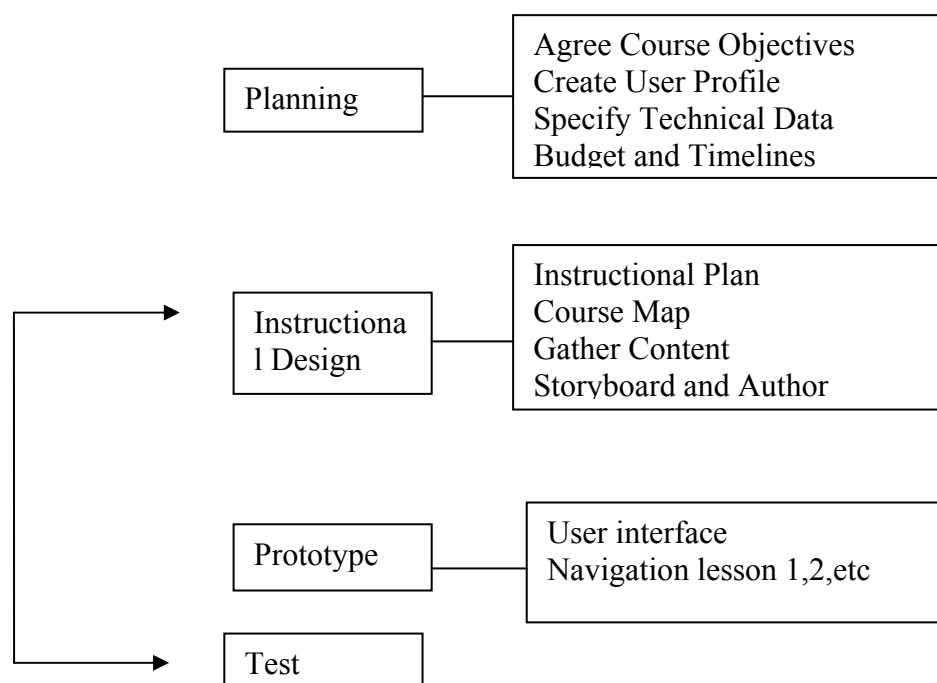 Planning
Agree Course Objectives
Create User Profile
Specify Technical Data
Budget and Timelines
Instructiona
l Design
Instructional Plan
Course Map
Gather Content
Storyboard and Author
Prototype
User interface
Navigation lesson 1,2,etc
Test